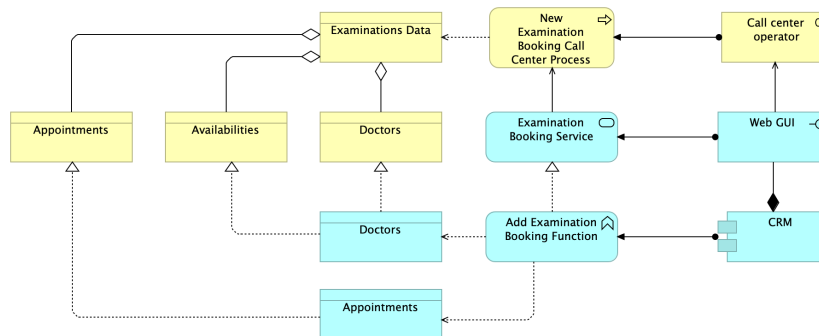 Examinations Data
New
Examination
Booking Call
Center Process
Call center
operator
Appointments
Availabilities
Doctors
Examination
Booking Service
Web GUI
Doctors
Add Examination
Booking Function
CRM
Appointments